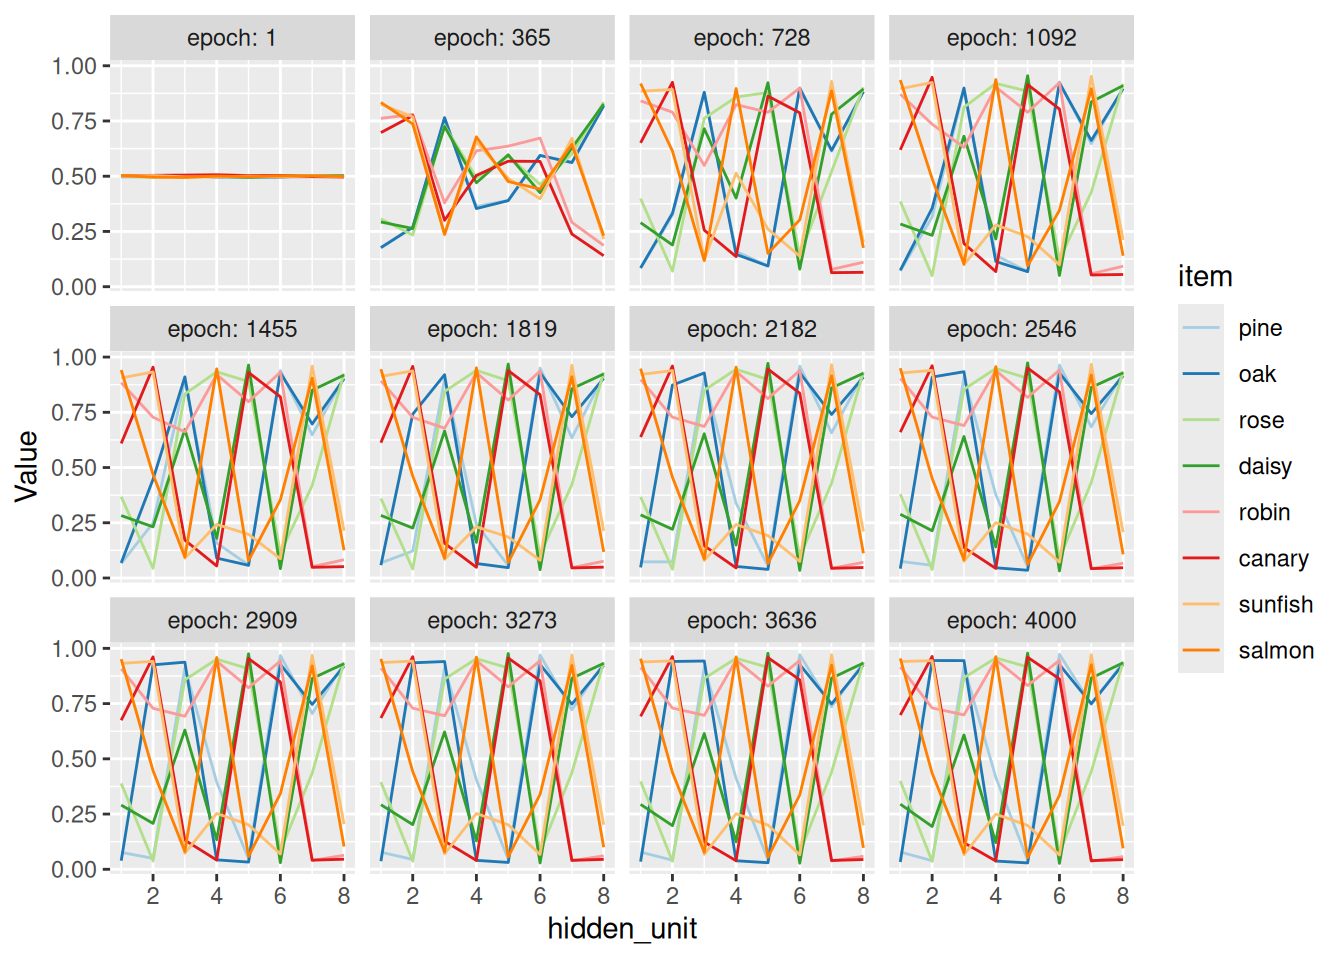 epoch: 1
epoch: 365
epoch: 728
epoch: 1092
1.00
0.75
0.50
0.25
0.00
epoch: 1455
epoch: 1819
epoch: 2182
epoch: 2546
1.00
0.75
0.50
0.25
0.00
epoch: 2909
epoch: 3273
epoch: 3636
epoch: 4000
1.00
0.75
0.50
0.25
0.00
2 4 6 8 2 4 6 8 2 4 6 8 2 4 6 8
hidden_unit
Value
item
pine
oak
rose
daisy
robin
canary
sunfish
salmon